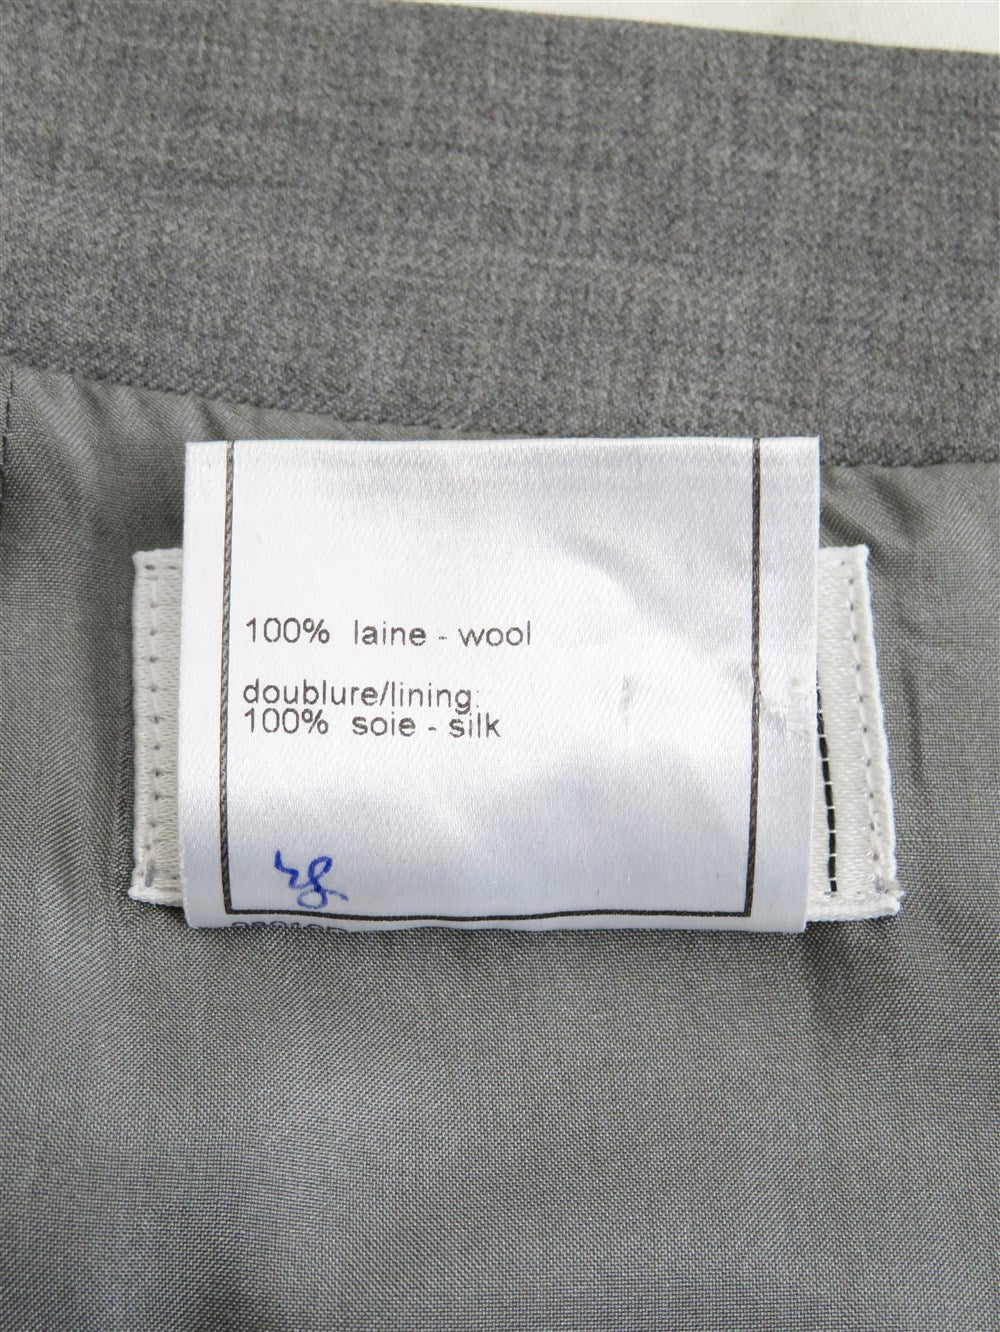 100% laine - wool
doublure/lining:
100% soie - silk